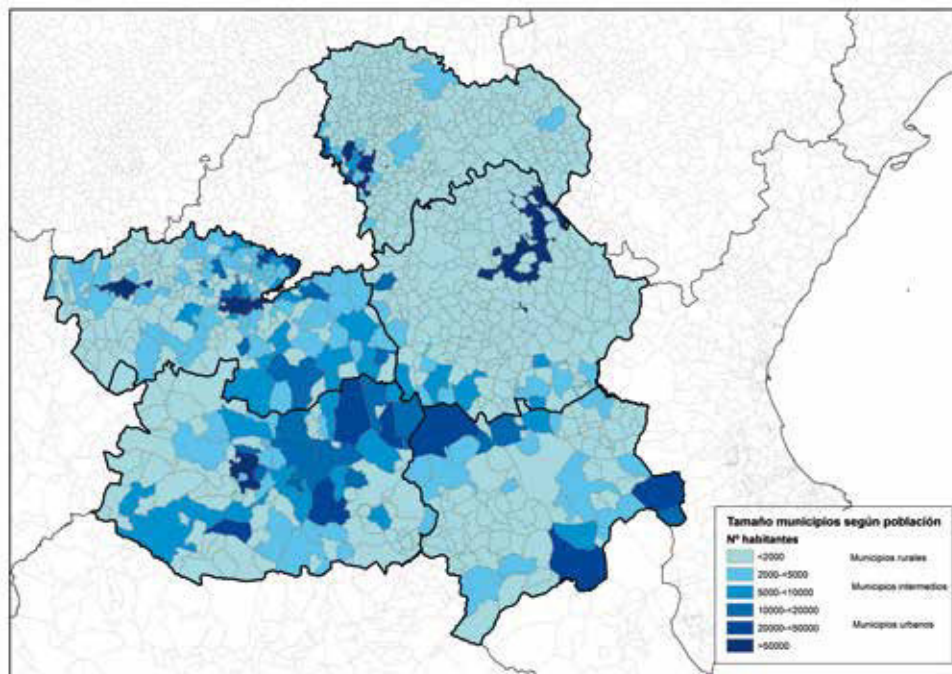 Tamaño municipios según población
Nº habitantes
<2000
Municipios rurales
2000-<5000
5000-<10000
Municipios intermedios
10000-<20000
20000-<50000
Municipios urbanos
>50000